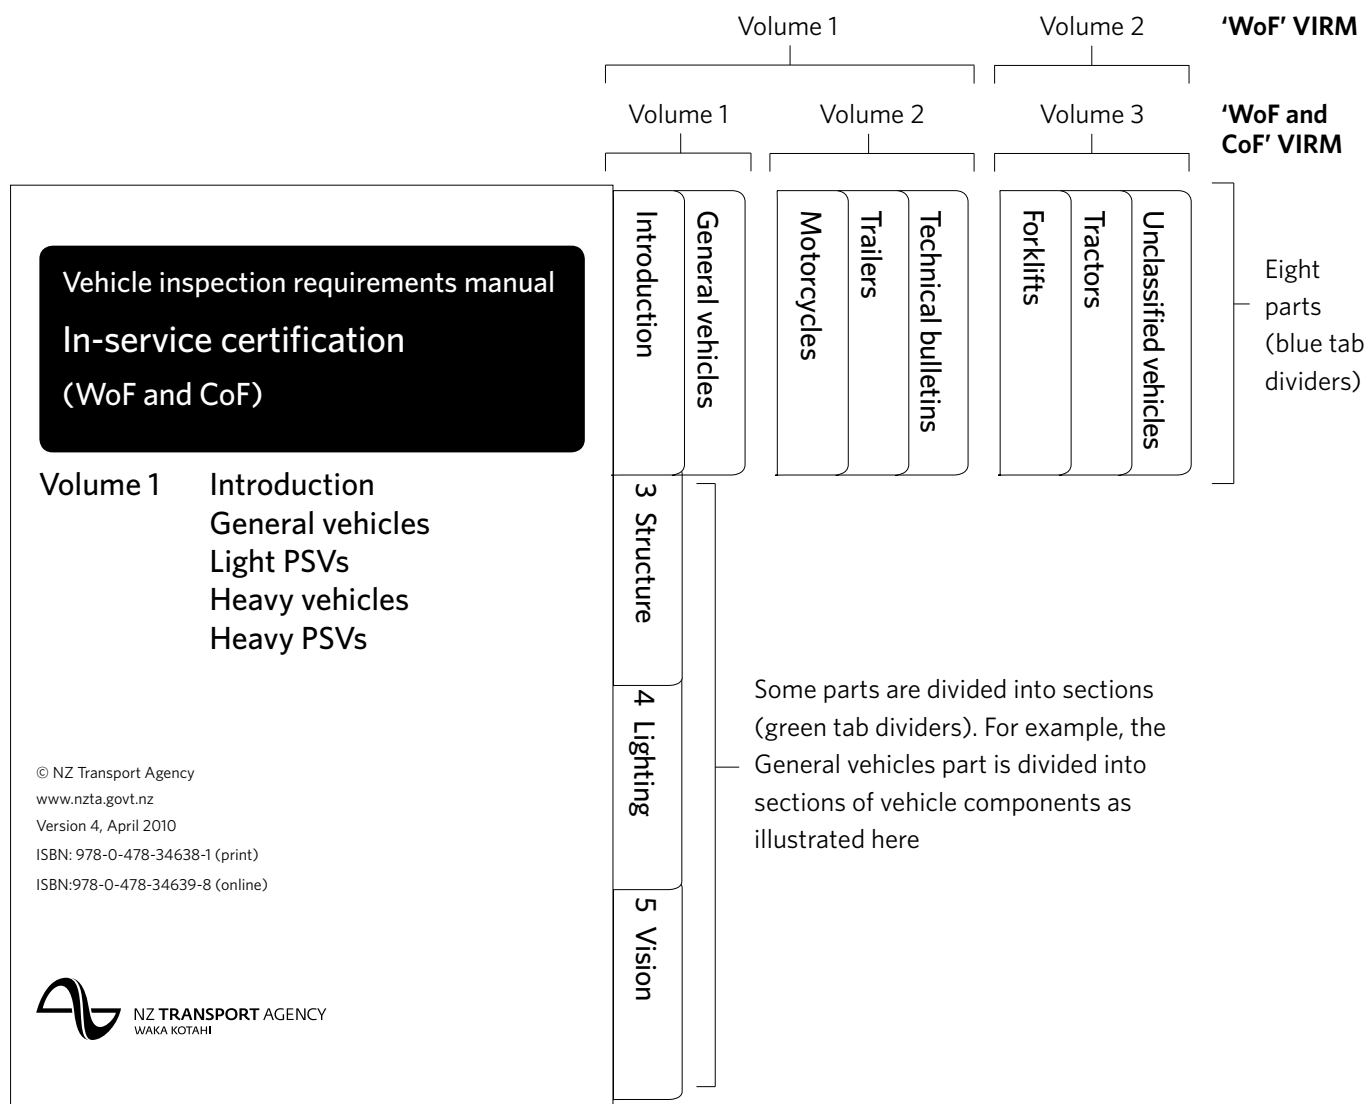 Volume 1
Volume 2
‘WoF’ VIRM
Volume 1
Volume 2
Volume 3
‘WoF and
CoF’ VIRM
Introduction
General vehicles
Motorcycles
Trailers
Technical bulletins
Forklifts
Tractors
Unclassified vehicles
Eight
parts
(blue tab
dividers)
Vehicle inspection requirements manual
In-service certification
(WoF and CoF)
Volume 1 Introduction
General vehicles
Light PSVs
Heavy vehicles
Heavy PSVs
3 Structure
4 Lighting
5 Vision
Some parts are divided into sections
(green tab dividers). For example, the
General vehicles part is divided into
sections of vehicle components as
illustrated here
© NZ Transport Agency
www.nzta.govt.nz
Version 4, April 2010
ISBN: 978-0-478-34638-1 (print)
ISBN:978-0-478-34639-8 (online)
NZ TRANSPORT AGENCY
WAKA KOTAHI